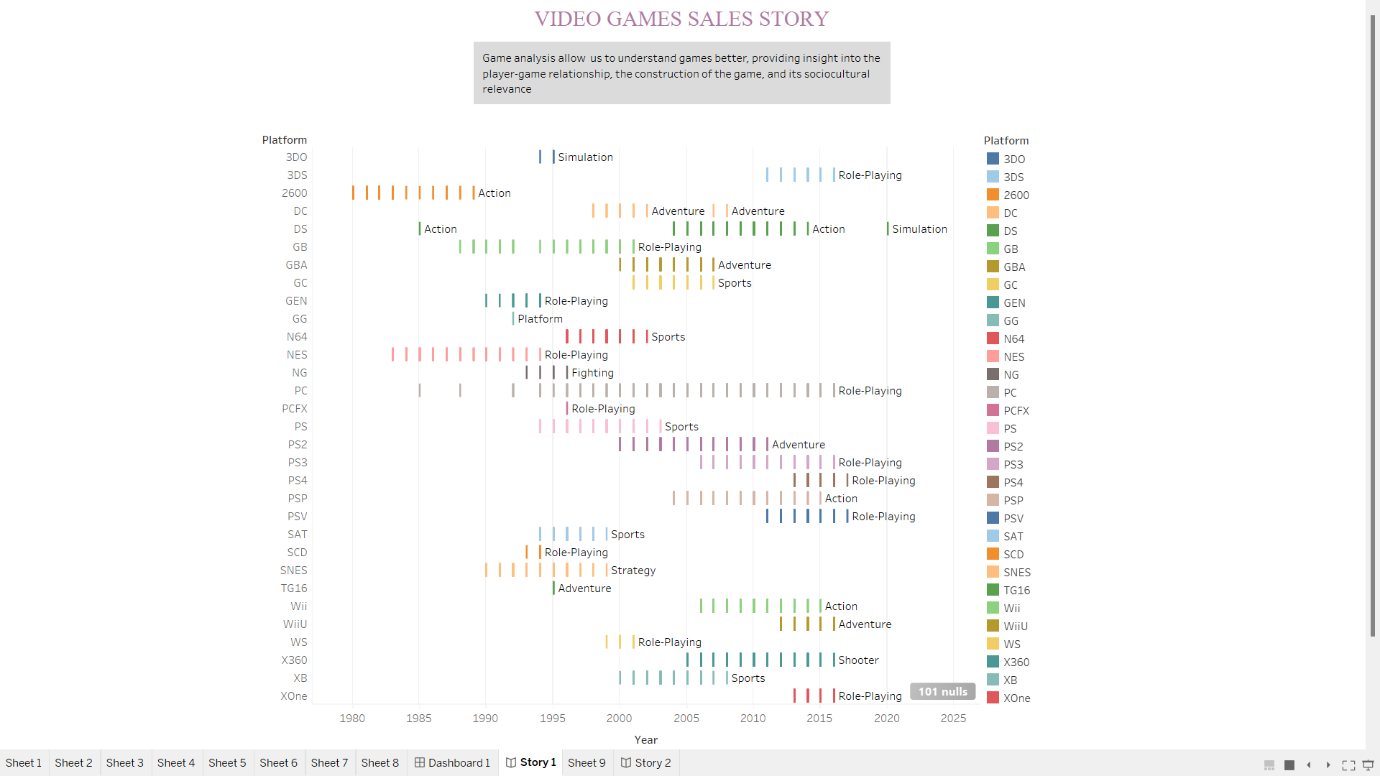 VIDEO GAMES SALES STORY
Game analysis allow us to understand games better, providing insight into the
player-game relationship, the construction of the game, and its sociocultural
relevance
Platform
3DO Simulation
3DS Role-Playing
2600 Action
DC Adventure Adventure
DS Action Action Simulation
GB Role-Playing
GBA Adventure
GC Sports
GEN Role-Playing
GG Platform
N64 Sports
NES Role-Playing
NG Fighting
PC Role-Playing
PCFX Role-Playing
PS Sports
PS2 Adventure
PS3 Role-Playing
PS4 Role-Playing
PSP Action
PSV Role-Playing
SAT Sports
SCD Role-Playing
SNES Strategy
TG16 Adventure
Wii Action
WiiU Adventure
WS Role-Playing
X360 Shooter
XB Sports
XOne Role-Playing
101 nulls
1980 1985 1990 1995 2000 2005 2010 2015 2020 2025
Year
Platform
3DO
3DS
2600
DC
DS
GB
GBA
GC
GEN
GG
N64
NES
NG
PC
PCFX
PS
PS2
PS3
PS4
PSP
PSV
SAT
SCD
SNES
TG16
Wii
WiiU
WS
X360
XB
XOne
Sheet 1 Sheet 2 Sheet 3 Sheet 4 Sheet 5 Sheet 6 Sheet 7 Sheet 8 Dashboard 1 Story 1 Sheet 9 Story 2